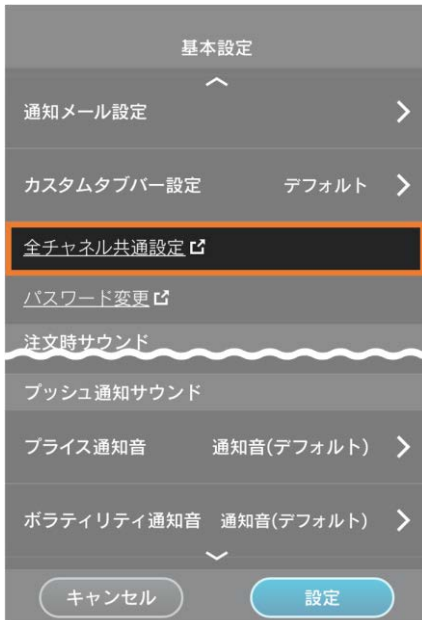 基本設定
通知メール設定
カスタムタブバー設定 デフォルト
全チャネル共通設定
パスワード変更
注文時サウンド
プッシュ通知サウンド
プライス通知音 通知音(デフォルト)
ボラティリティ通知音 通知音(デフォルト)
キャンセル 設定